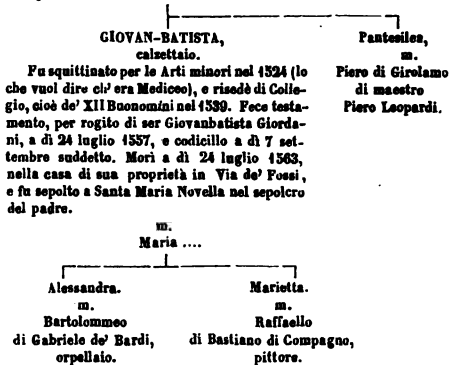 GIOVAN-BATISTA,
calzettaio.
Fu squittinato per le Arti minori nel 1524 (lo
che vuol dire ch' era Mediceo), e risedè di Colle-
gio, cioè de' XII Buonomini nel 1539. Fece testa-
mento, per rogito di ser Giovanbatista Giorda-
ni, a dì 24 luglio 1557, e codicillo a dì 7 set-
tembre suddetto. Morì a dì 24 luglio 1563,
nella casa di sua proprietà in Via de' Fossi,
e fu sepolto a Santa Maria Novella nel sepolcro
del padre.
m.
Maria ....
Pantesilea,
m.
Piero di Girolamo
di maestro
Piero Leopardi.
Alessandra.
m.
Bartolommeo
di Gabriele de' Bardi,
orpellaio.
Marietta.
m.
Raffaello
di Bastiano di Compagno,
pittore.